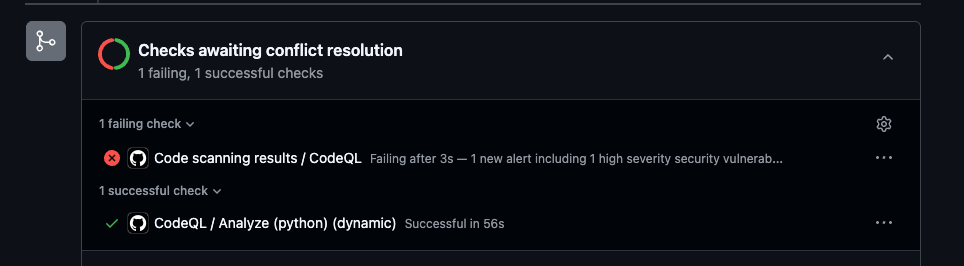 Checks awaiting conflict resolution
1 failing, 1 successful checks
1 failing check
Code scanning results / CodeQL Failing after 3s — 1 new alert including 1 high severity security vulnerab...
1 successful check
CodeQL / Analyze (python) (dynamic) Successful in 56s